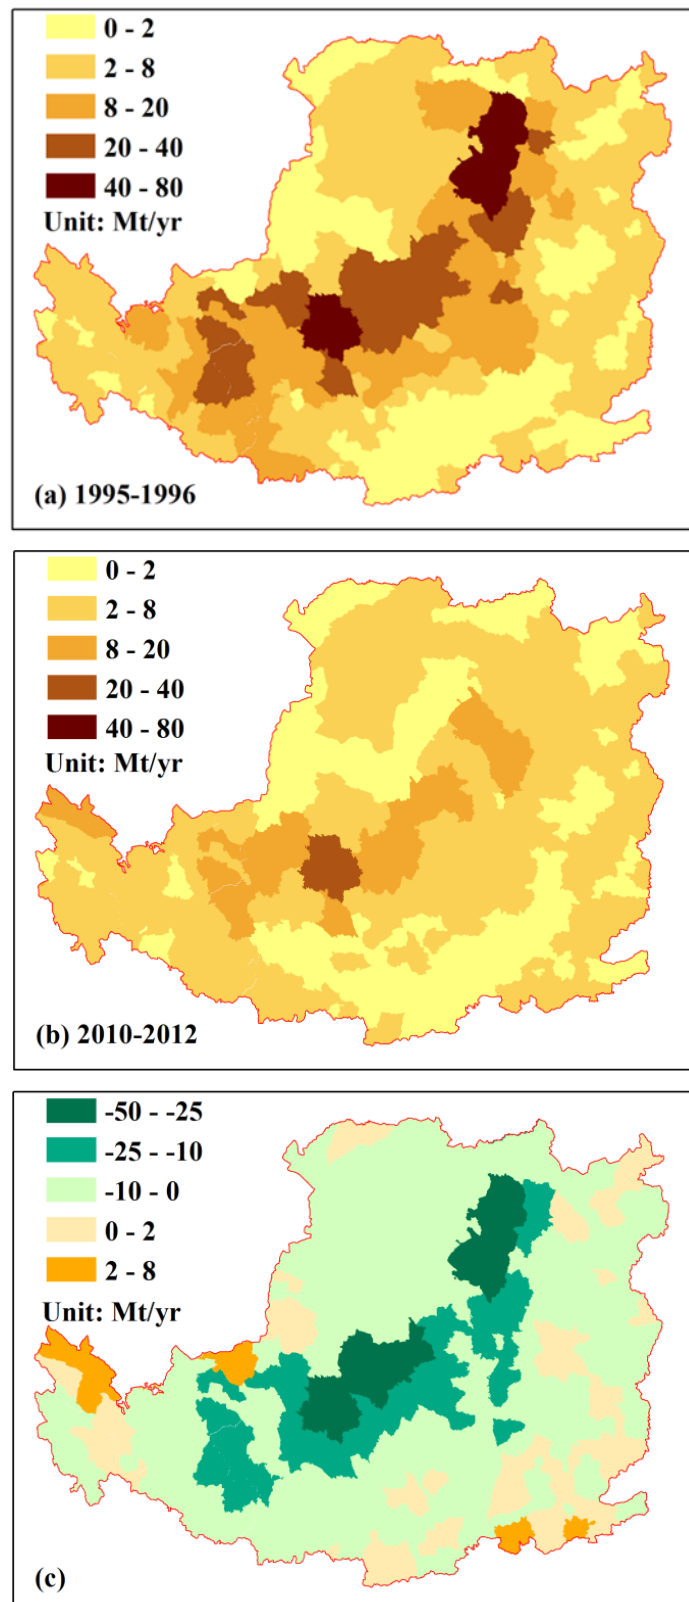 0 - 2
2 - 8
8 - 20
20 - 40
40 - 80
Unit: Mt/yr
(a) 1995-1996
0 - 2
2 - 8
8 - 20
20 - 40
40 - 80
Unit: Mt/yr
(b) 2010-2012
-50 - -25
-25 - -10
-10 - 0
0 - 2
2 - 8
Unit: Mt/yr
(c)